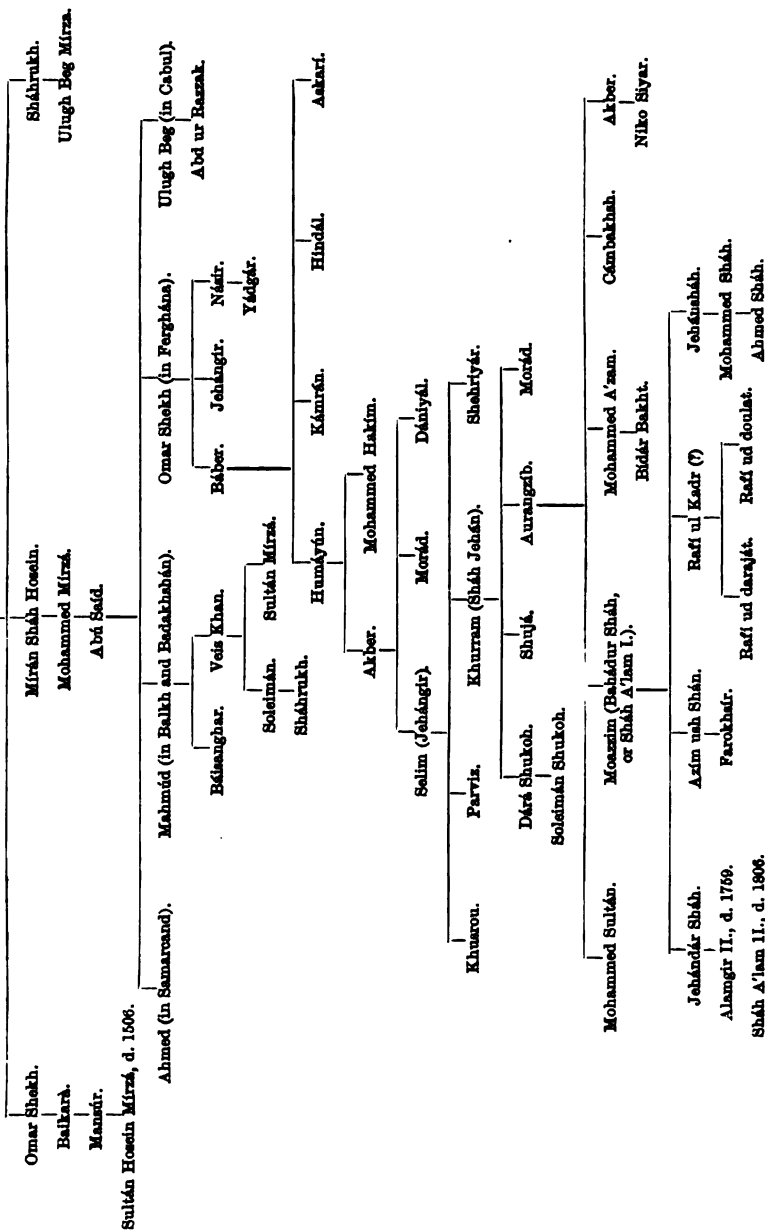 Omar Shekh. Mírán Sháh Hosein. Sháhrukh.
Baikarà. Mohammed Mírzá. Ulugh Beg Mírza.
Mansúr. Abú Saíd.
Sultán Hosein Mírzá, d. 1506.
Ahmed (in Samarcand). Mahmúd (in Balkh and Badakhshán). Omar Shekh (in Ferghána). Ulugh Beg (in Cabul).
Báisanghar. Veis Khan. Báber. Jehángír. Násir. Abd ur Razzak.
Soleimán. Sultán Mírzá. Yádgár.
Sháhrukh.
Humáyún. Kámrán. Hindál. Askarí.
Akber. Mohammed Hakím.
Selim (Jehángír). Morád. Dániyál.
Khusrou. Parviz. Khurram (Sháh Jehán). Shehriyár.
Dárá Shukoh. Shujá. Aurangzíb. Morád.
Soleimán Shukoh.
Mohammed Sultán. Moazzim (Bahádur Sháh, Mohammed A'zam. Cámbakhsh. Akber.
or Sháh A'lam I.). Bídár Bakht. Niko Siyar.
Jehándár Sháh. Azím ush Shán. Rafí ul Kadr (?) Jehánsháh.
Alamgir II., d. 1759. Farokhsír. Mohammed Sháh.
Rafí ud daraját. Rafí ud doulat. Ahmed Sháh.
Sháh A'lam II., d. 1806.